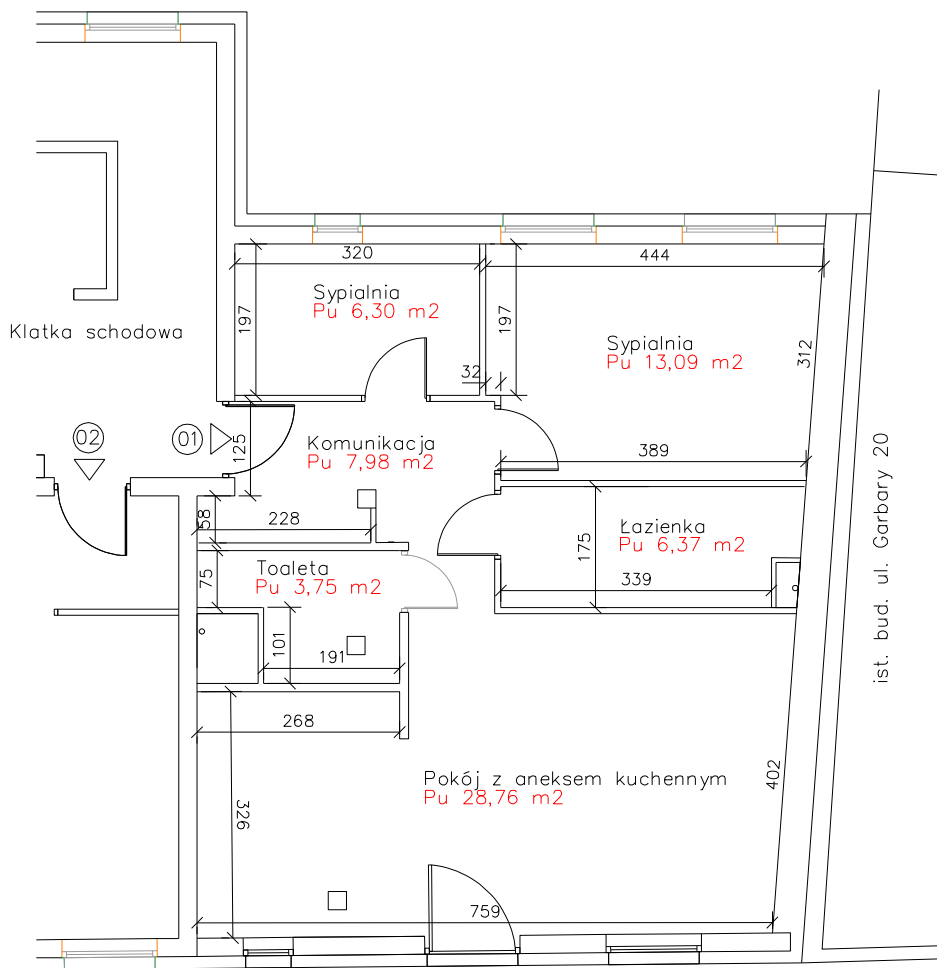 320
444
Sypialnia
Pu 6,30 m2
197
197
Klatka schodowa
Sypialnia
Pu 13,09 m2
312
32
02
01
125
Komunikacja
Pu 7,98 m2
389
ist. bud. ul. Garbary 20
58
228
Łazienka
Pu 6,37 m2
175
Toaleta
Pu 3,75 m2
75
339
101
191
268
Pokój z aneksem kuchennym
Pu 28,76 m2
402
326
759